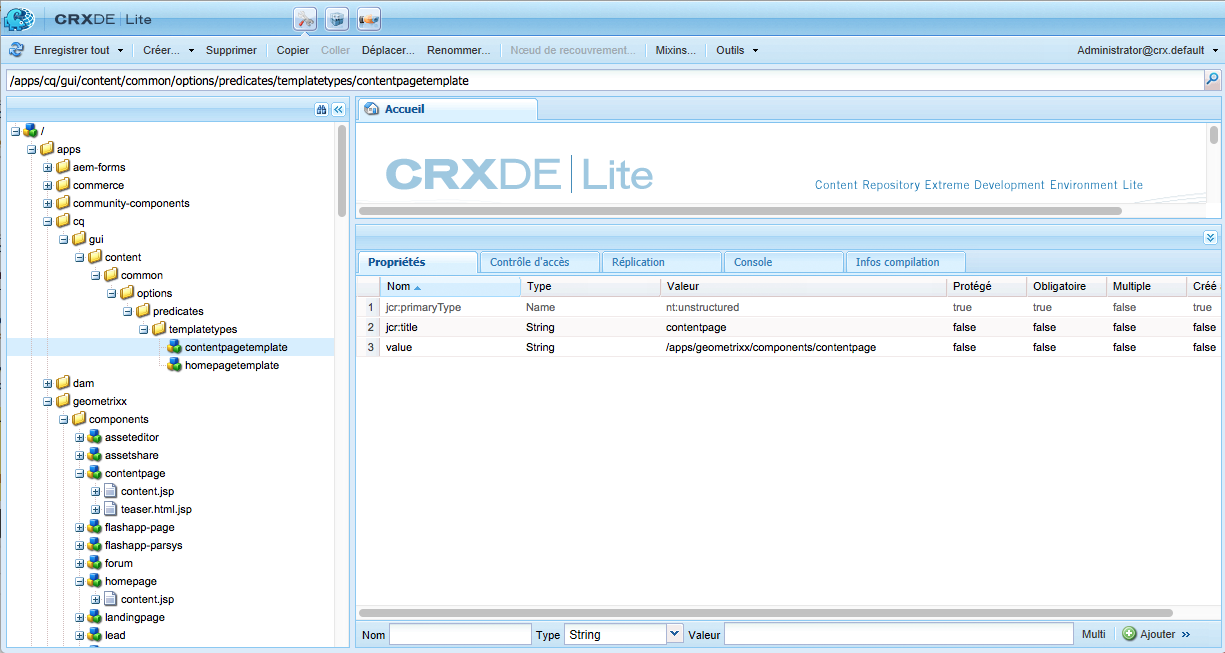 CRXDE | Lite
Enregistrer tout Créer... Supprimer Copier Coller Déplacer... Renommer... Nœud de recouvrement... Mixins... Outils Administrator@crx.default
/apps/cq/gui/content/common/options/predicates/templatetypes/contentpagetemplate
/
apps
aem-forms
commerce
community-components
cq
gui
content
common
options
predicates
templatetypes
contentpagetemplate
homepagetemplate
dam
geometrixx
components
asseteditor
assetshare
contentpage
content.jsp
teaser.html.jsp
flashapp-page
flashapp-parsys
forum
homepage
content.jsp
landingpage
lead
Accueil
CRXDE | Lite
Content Repository Extreme Development Environment Lite
Propriétés Contrôle d'accès Réplication Console Infos compilation
Nom Type Valeur Protégé Obligatoire Multiple Créé
1 jcr:primaryType Name nt:unstructured true true false true
2 jcr:title String contentpage false false false false
3 value String /apps/geometrixx/components/contentpage false false false false
Nom Type String Valeur Multi Ajouter »